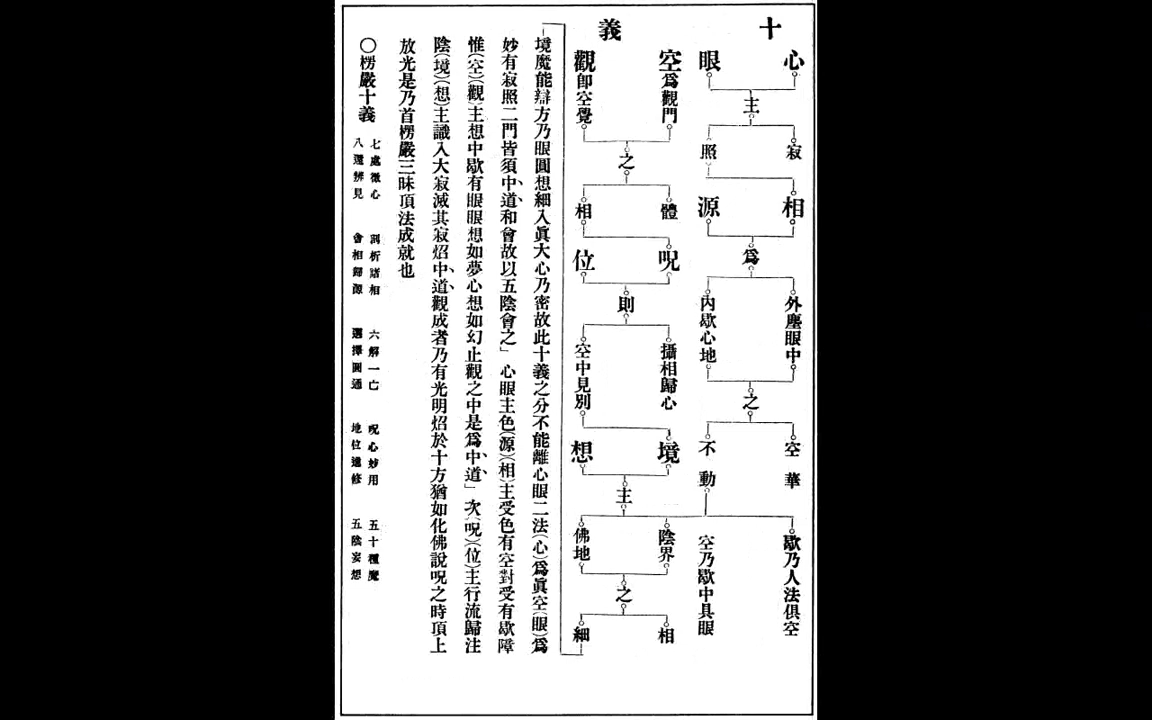 十義
心 眼
主
寂 照
相 源
為
外塵眼中 內歇心地
之
空華 不動
歇乃人法俱空
空乃歇中具眼
空為觀門
觀即空覺
之
體 相
呪 位
則
攝相歸心 空中見別
境 想
主
陰界 佛地
之
相 細
境魔能辯方乃眼圓想細入眞大心乃密故此十義之分不能離心眼二法(心)為眞空(眼)為
妙有寂照二門皆須中、道、和會故以五陰會之」心眼主色(源)(相)主受色有空對受有歇障
惟(空)(觀)主想中歇有眼眼想如夢心想如幻止觀之中是為中、道、」次(呪)(位)主行流歸注
陰(境)(想)主識入大寂滅其寂炤中、道、觀成者乃有光明炤於十方猶如化佛說呪之時頂上
放光是乃首楞嚴三昧頂法成就也
〇楞嚴十義
七處徵心 剖析諸相 六解一亡 呪心妙用 五十種魔
八還辨見 會相歸源 選擇圓通 地位進修 五陰妄想